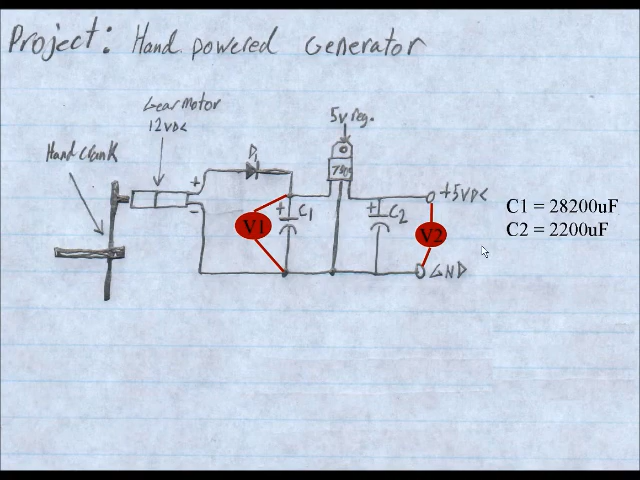 Project: Hand powered Generator
Gear motor
12VDC
5v reg.
Hand crank
D1
+
-
780
V1
+
C1
+
C2
+5VDC
V2
GND
C1 = 28200uF
C2 = 2200uF